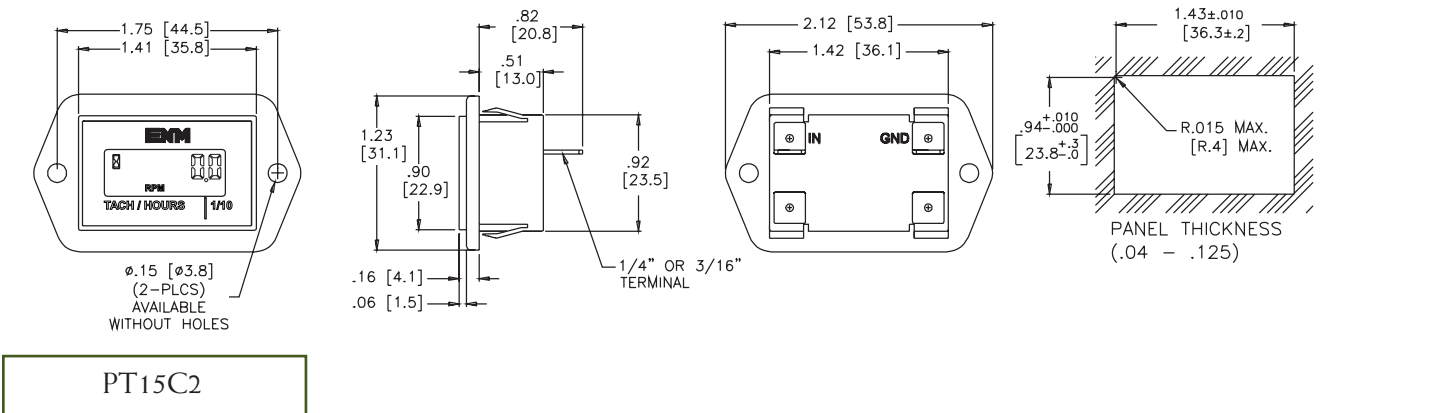 1.75 [44.5]
1.41 [35.8]
ENM
0.0
RPM
TACH / HOURS 1/10
ø.15 [ø3.8]
(2-PLCS)
AVAILABLE
WITHOUT HOLES
.82
[20.8]
.51
[13.0]
1.23
[31.1]
.90
[22.9]
.92
[23.5]
.16 [4.1]
.06 [1.5]
1/4" OR 3/16"
TERMINAL
2.12 [53.8]
1.42 [36.1]
IN GND
1.43±.010
[36.3±.2]
.94+.010-.000
[23.8+.3-.0]
R.015 MAX.
[R.4] MAX.
PANEL THICKNESS
(.04 - .125)
PT15C2